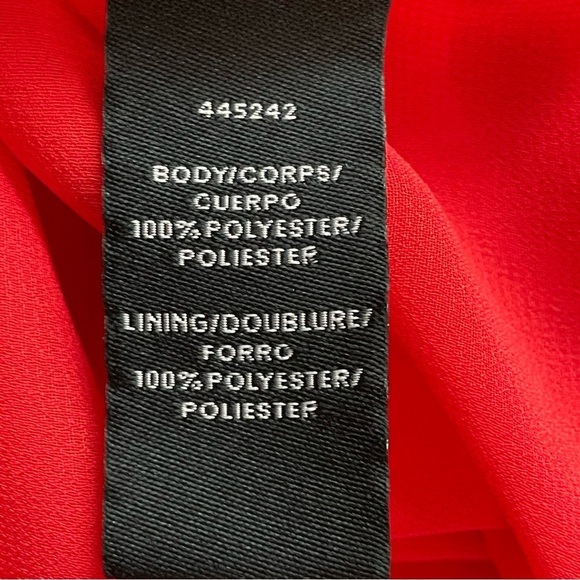 445242
BODY/CORPS/
CUERPO
100% POLYESTER/
POLIESTER
LINING/DOUBLURE/
FORRO
100% POLYESTER/
POLIESTER